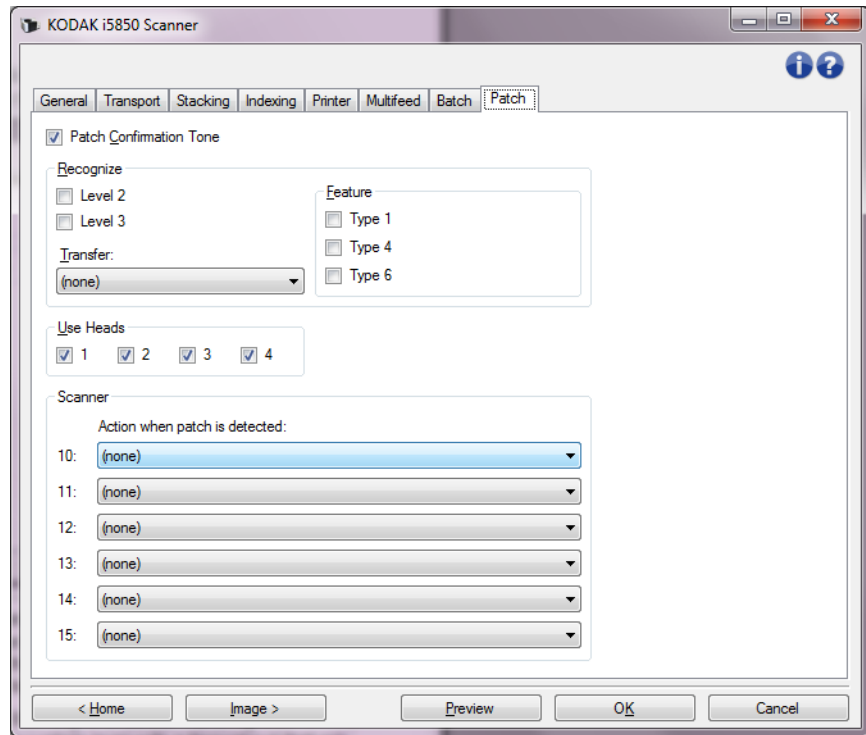 KODAK i5850 Scanner
General Transport Stacking Indexing Printer Multifeed Batch Patch
Patch Confirmation Tone
Recognize
Level 2
Level 3
Transfer:
(none)
Feature
Type 1
Type 4
Type 6
Use Heads
1 2 3 4
Scanner
Action when patch is detected:
10: (none)
11: (none)
12: (none)
13: (none)
14: (none)
15: (none)
< Home Image > Preview OK Cancel